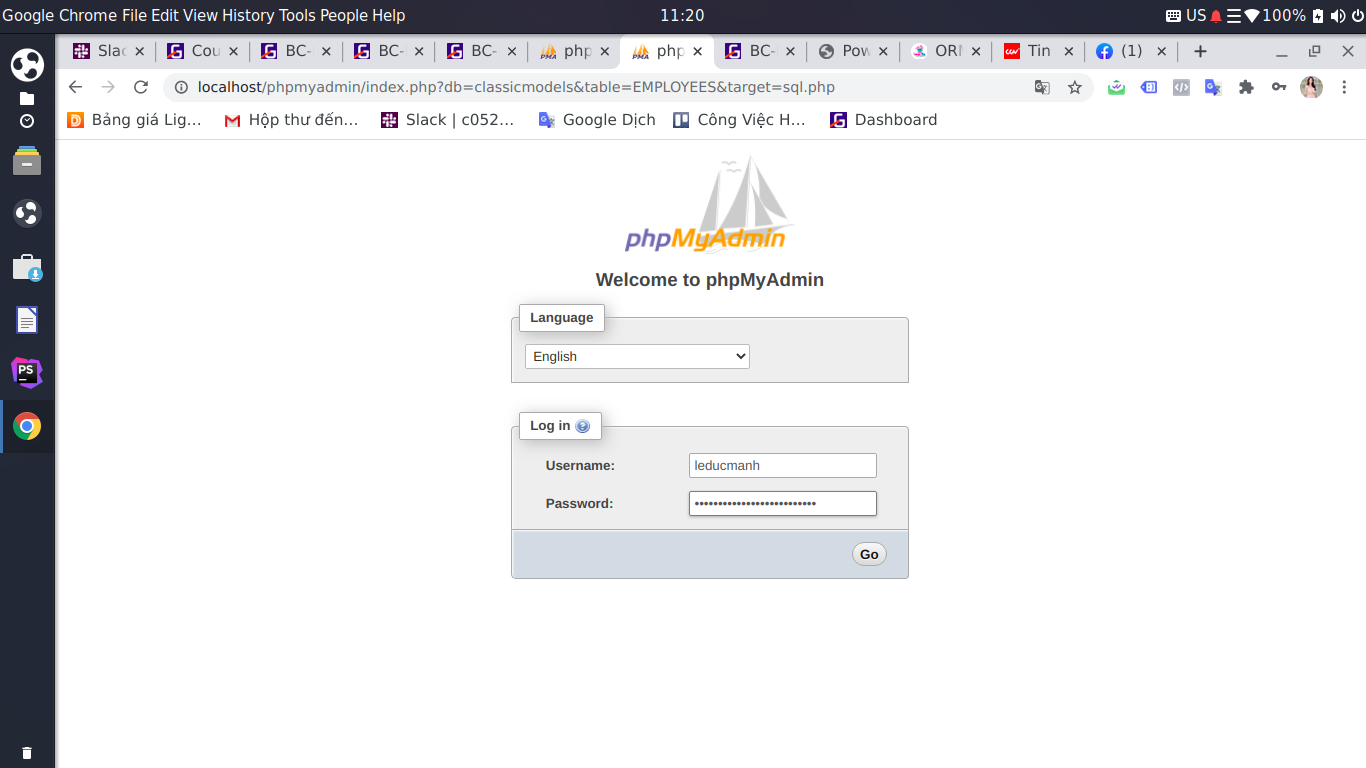 Google Chrome File Edit View History Tools People Help 11:20 US 100%
Slac Cou BC- BC- BC- php php BC- Pow ORM Tin (1)
localhost/phpmyadmin/index.php?db=classicmodels&table=EMPLOYEES&target=sql.php
Bảng giá Lig... Hộp thư đến... Slack | c052... Google Dịch Công Việc H... Dashboard
phpMyAdmin
Welcome to phpMyAdmin
Language
English
Log in
Username: leducmanh
Password: ••••••••••••••••••••••••••
Go
PS